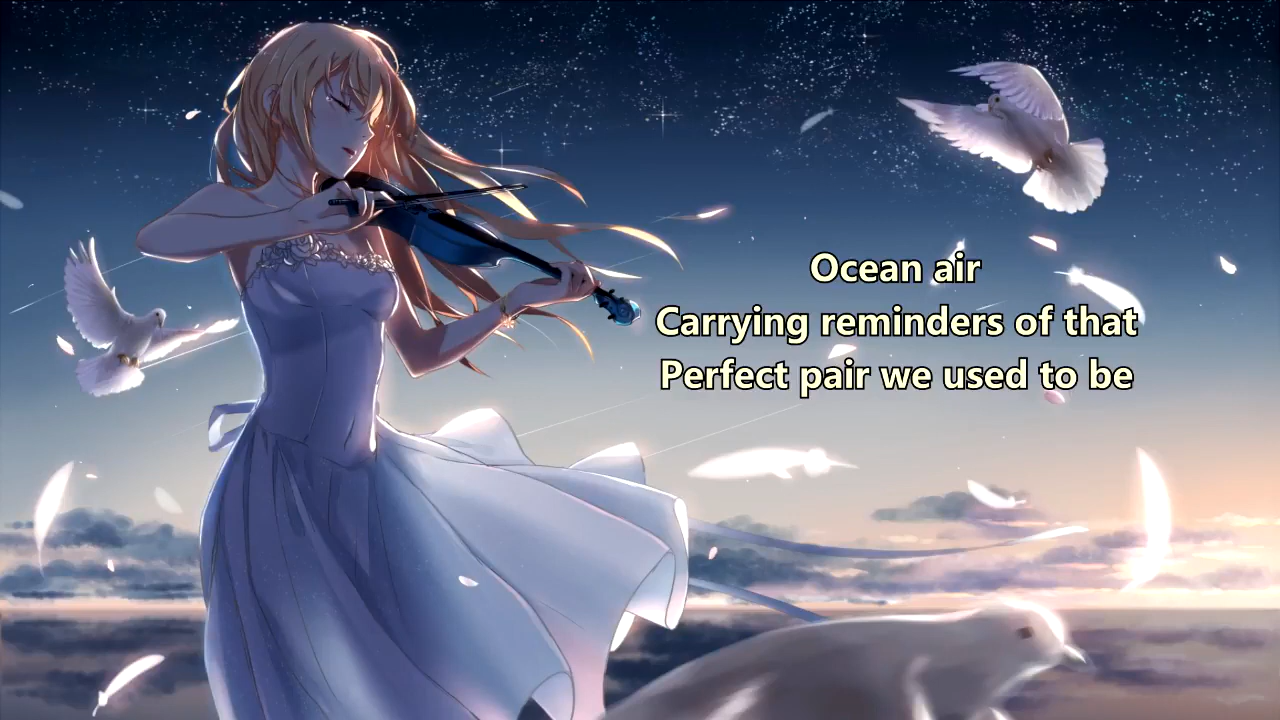 Ocean air
Carrying reminders of that
Perfect pair we used to be